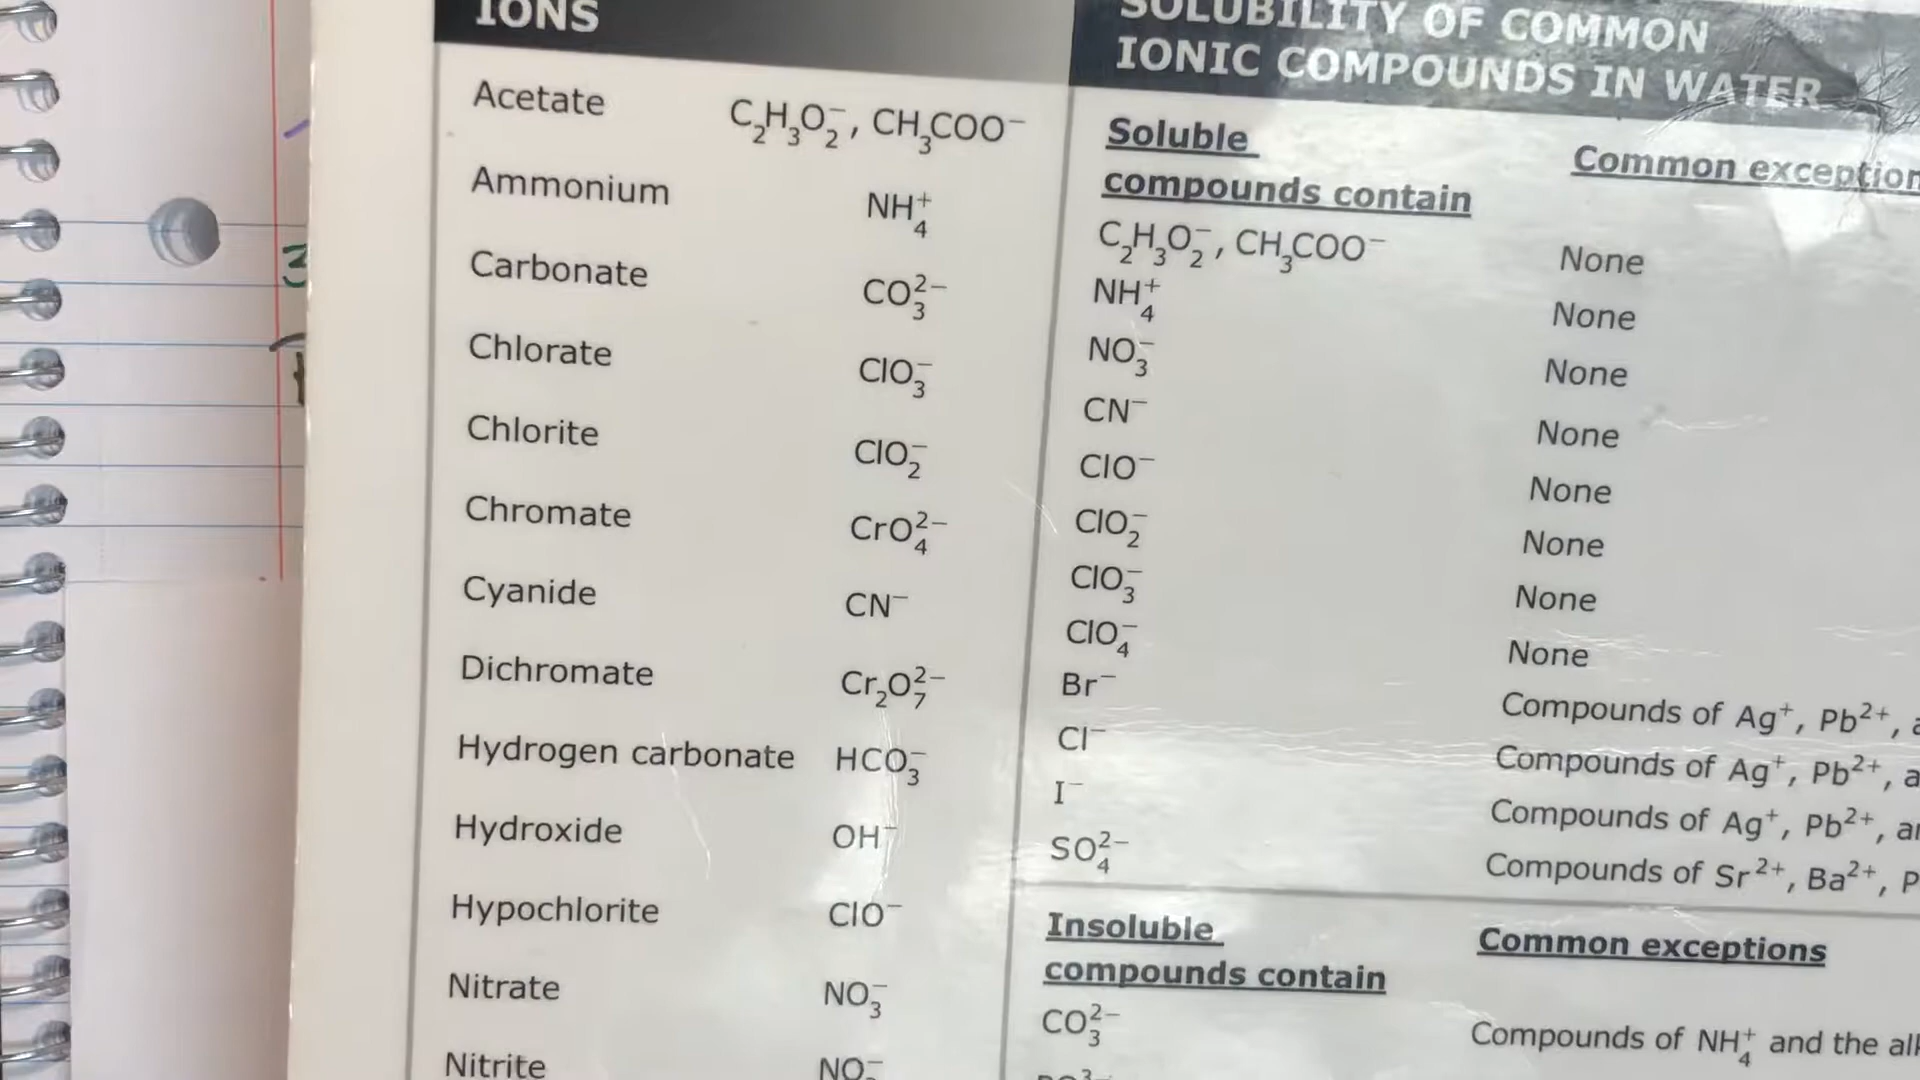 IONS
Acetate C₂H₃O₂⁻, CH₃COO⁻
Ammonium NH₄⁺
Carbonate CO₃²⁻
Chlorate ClO₃⁻
Chlorite ClO₂⁻
Chromate CrO₄²⁻
Cyanide CN⁻
Dichromate Cr₂O₇²⁻
Hydrogen carbonate HCO₃⁻
Hydroxide OH⁻
Hypochlorite ClO⁻
Nitrate NO₃⁻
Nitrite
SOLUBILITY OF COMMON
IONIC COMPOUNDS IN WATER
Soluble
compounds contain Common exception
C₂H₃O₂⁻, CH₃COO⁻ None
NH₄⁺ None
NO₃⁻ None
CN⁻ None
ClO⁻ None
ClO₂⁻ None
ClO₃⁻ None
ClO₄⁻ None
Br⁻ Compounds of Ag⁺, Pb²⁺,
Cl⁻ Compounds of Ag⁺, Pb²⁺, a
I⁻ Compounds of Ag⁺, Pb²⁺, a
SO₄²⁻ Compounds of Sr²⁺, Ba²⁺, P
Insoluble
compounds contain Common exceptions
CO₃²⁻ Compounds of NH₄⁺ and the al
3